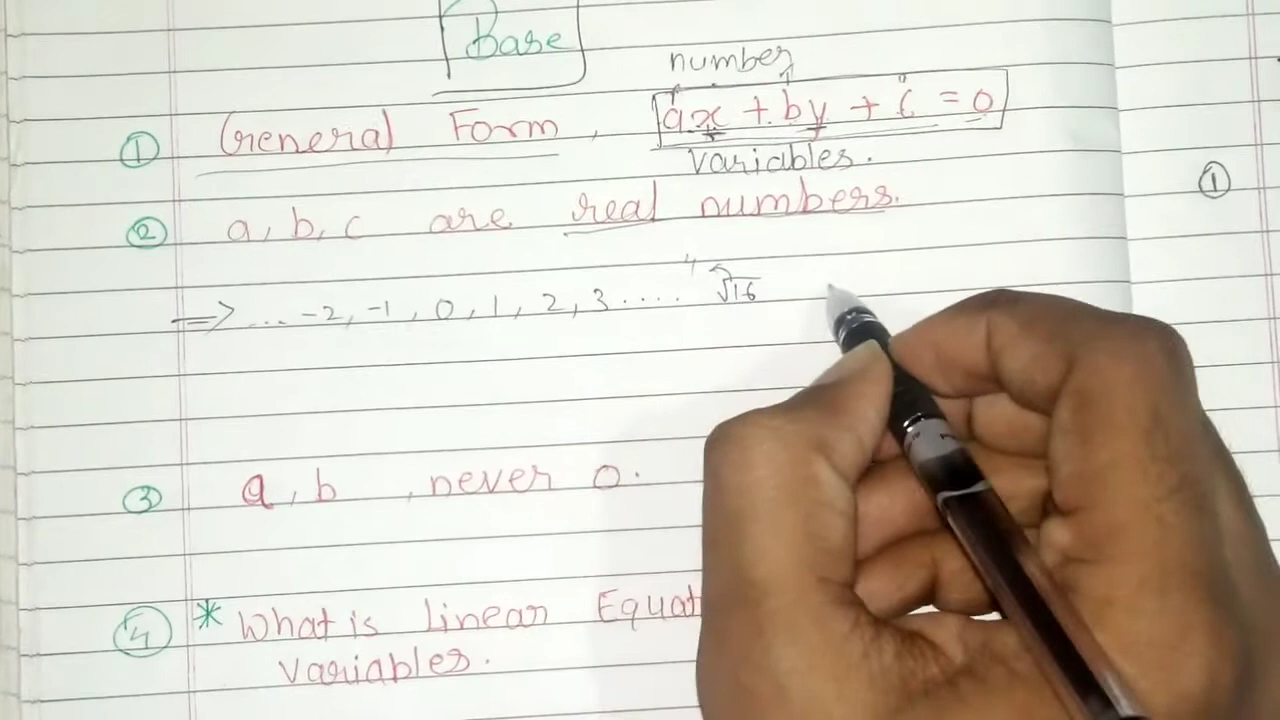 Base
number
① General Form, ax + by + c = 0
variables.
② a, b, c are real numbers.
⇒ ... -2, -1, 0, 1, 2, 3 .... 4 √16
③ a, b , never 0.
④ * What is linear Equat
variables.
①